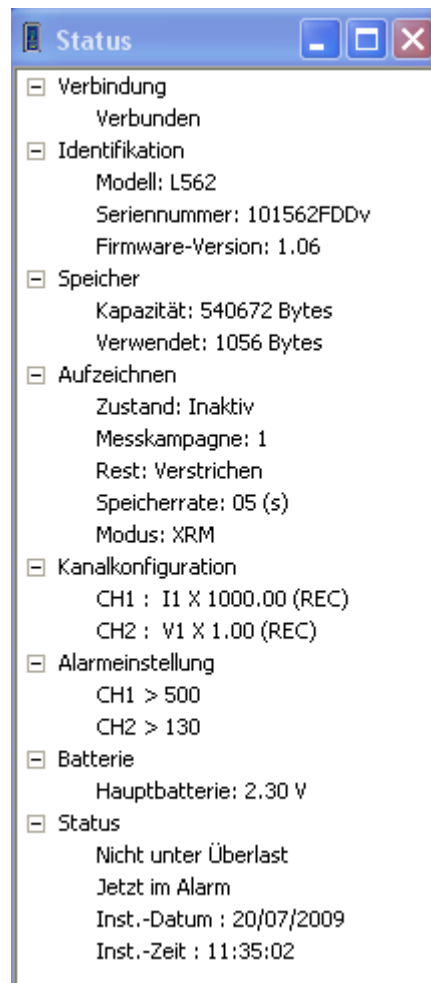 Status
Verbindung
Verbunden
Identifikation
Modell: L562
Seriennummer: 101562FDDv
Firmware-Version: 1.06
Speicher
Kapazität: 540672 Bytes
Verwendet: 1056 Bytes
Aufzeichnen
Zustand: Inaktiv
Messkampagne: 1
Rest: Verstrichen
Speicherrate: 05 (s)
Modus: XRM
Kanalkonfiguration
CH1 : I1 X 1000.00 (REC)
CH2 : V1 X 1.00 (REC)
Alarmeinstellung
CH1 > 500
CH2 > 130
Batterie
Hauptbatterie: 2.30 V
Status
Nicht unter Überlast
Jetzt im Alarm
Inst.-Datum : 20/07/2009
Inst.-Zeit : 11:35:02